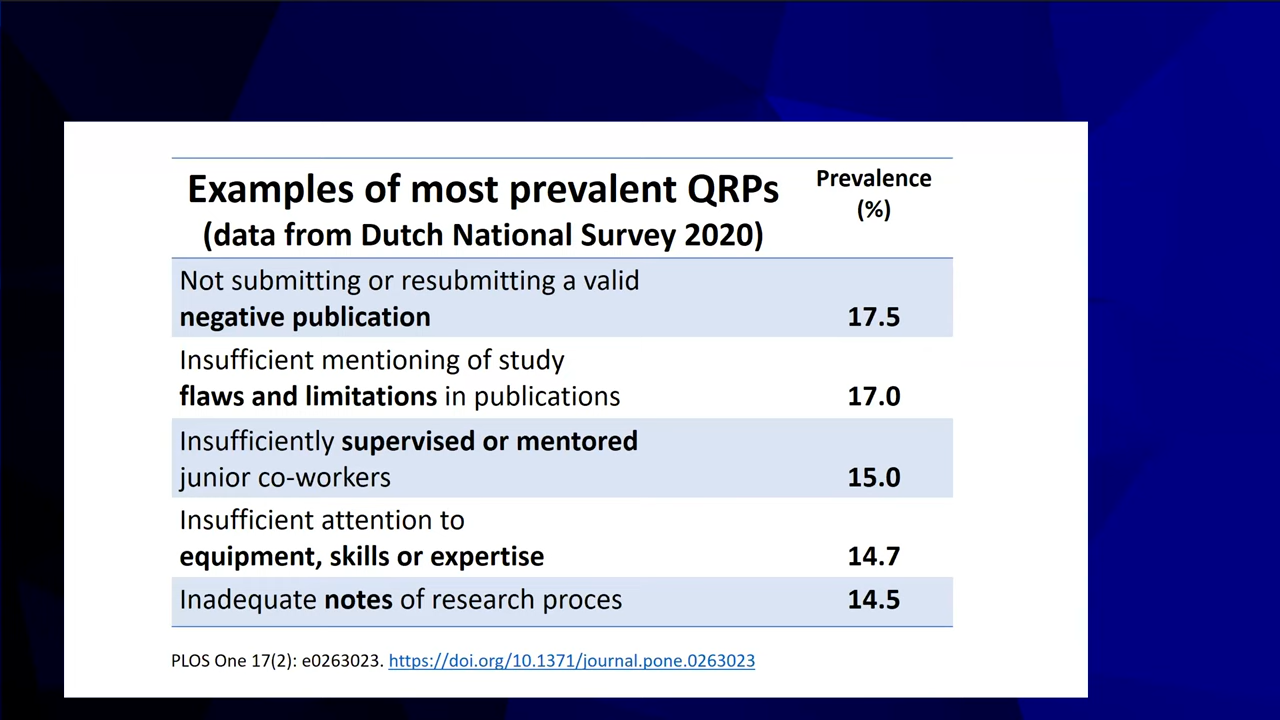 Examples of most prevalent QRPs
(data from Dutch National Survey 2020)
Prevalence
(%)
Not submitting or resubmitting a valid
negative publication 17.5
Insufficient mentioning of study
flaws and limitations in publications 17.0
Insufficiently supervised or mentored
junior co-workers 15.0
Insufficient attention to
equipment, skills or expertise 14.7
Inadequate notes of research proces 14.5
PLOS One 17(2): e0263023. https://doi.org/10.1371/journal.pone.0263023